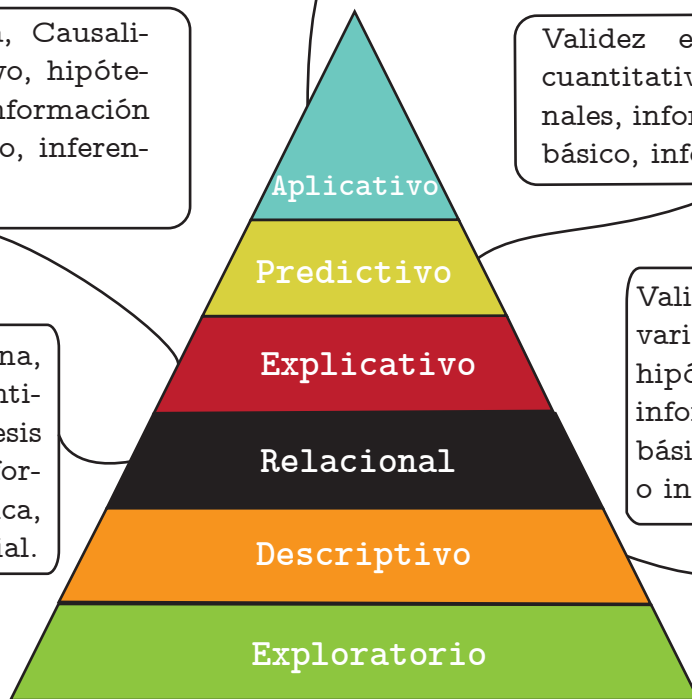 Causali-
vo, hipóte-
nformación
o, inferen-
Validez e
cuantitativ
nales, infor
básico, inf
Aplicativo
Predictivo
Explicativo
Relacional
Descriptivo
Exploratorio
na,
nti-
esis
for-
ca,
ial.
Vali
vari
hipó
info
bási
o in